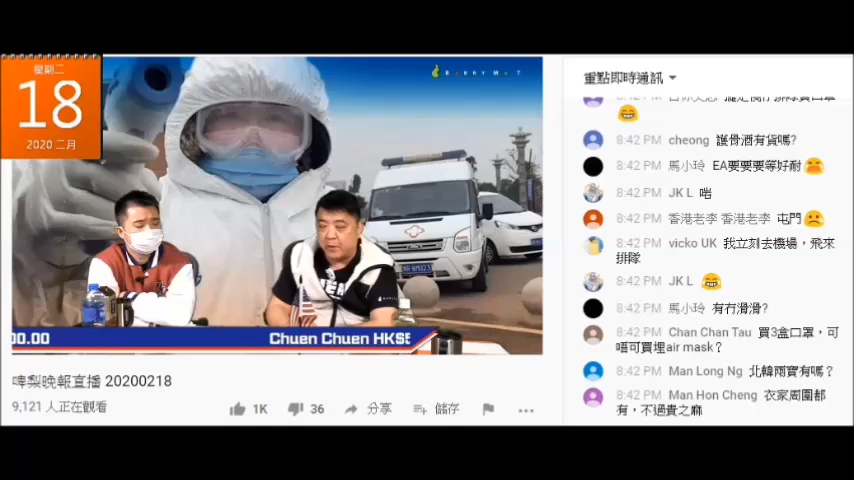 星期二
18
2020 二月
BARRY MAT
00.00
Chuen Chuen HK$5
啤梨晚報直播 20200218
9,121 人正在觀看
1K
36
分享
儲存
重點即時通訊
8:42 PM cheong 護骨酒有貨嗎?
8:42 PM 馬小玲 EA要要要等好耐
8:42 PM JK L 啱
8:42 PM 香港老李 香港老李 屯門
8:42 PM vicko UK 我立刻去機場，飛來
排隊
8:42 PM JK L
8:42 PM 馬小玲 有冇滑滑?
8:42 PM Chan Chan Tau 買3盒口罩，可
唔可買埋air mask？
8:42 PM Man Long Ng 北韓雨寶有嗎？
8:42 PM Man Hon Cheng 衣家周圍都
有，不過貴之麻